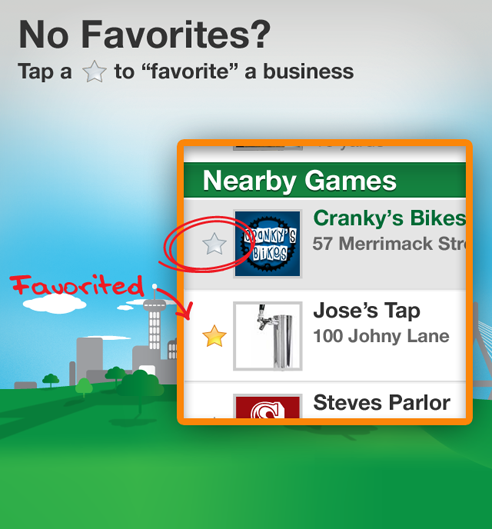 No Favorites?
Tap a to “favorite” a business
Nearby Games
Cranky’s Bikes
57 Merrimack Str
CRANKY'S
BIKES
Favorited
Jose’s Tap
100 Johny Lane
Steves Parlor
S